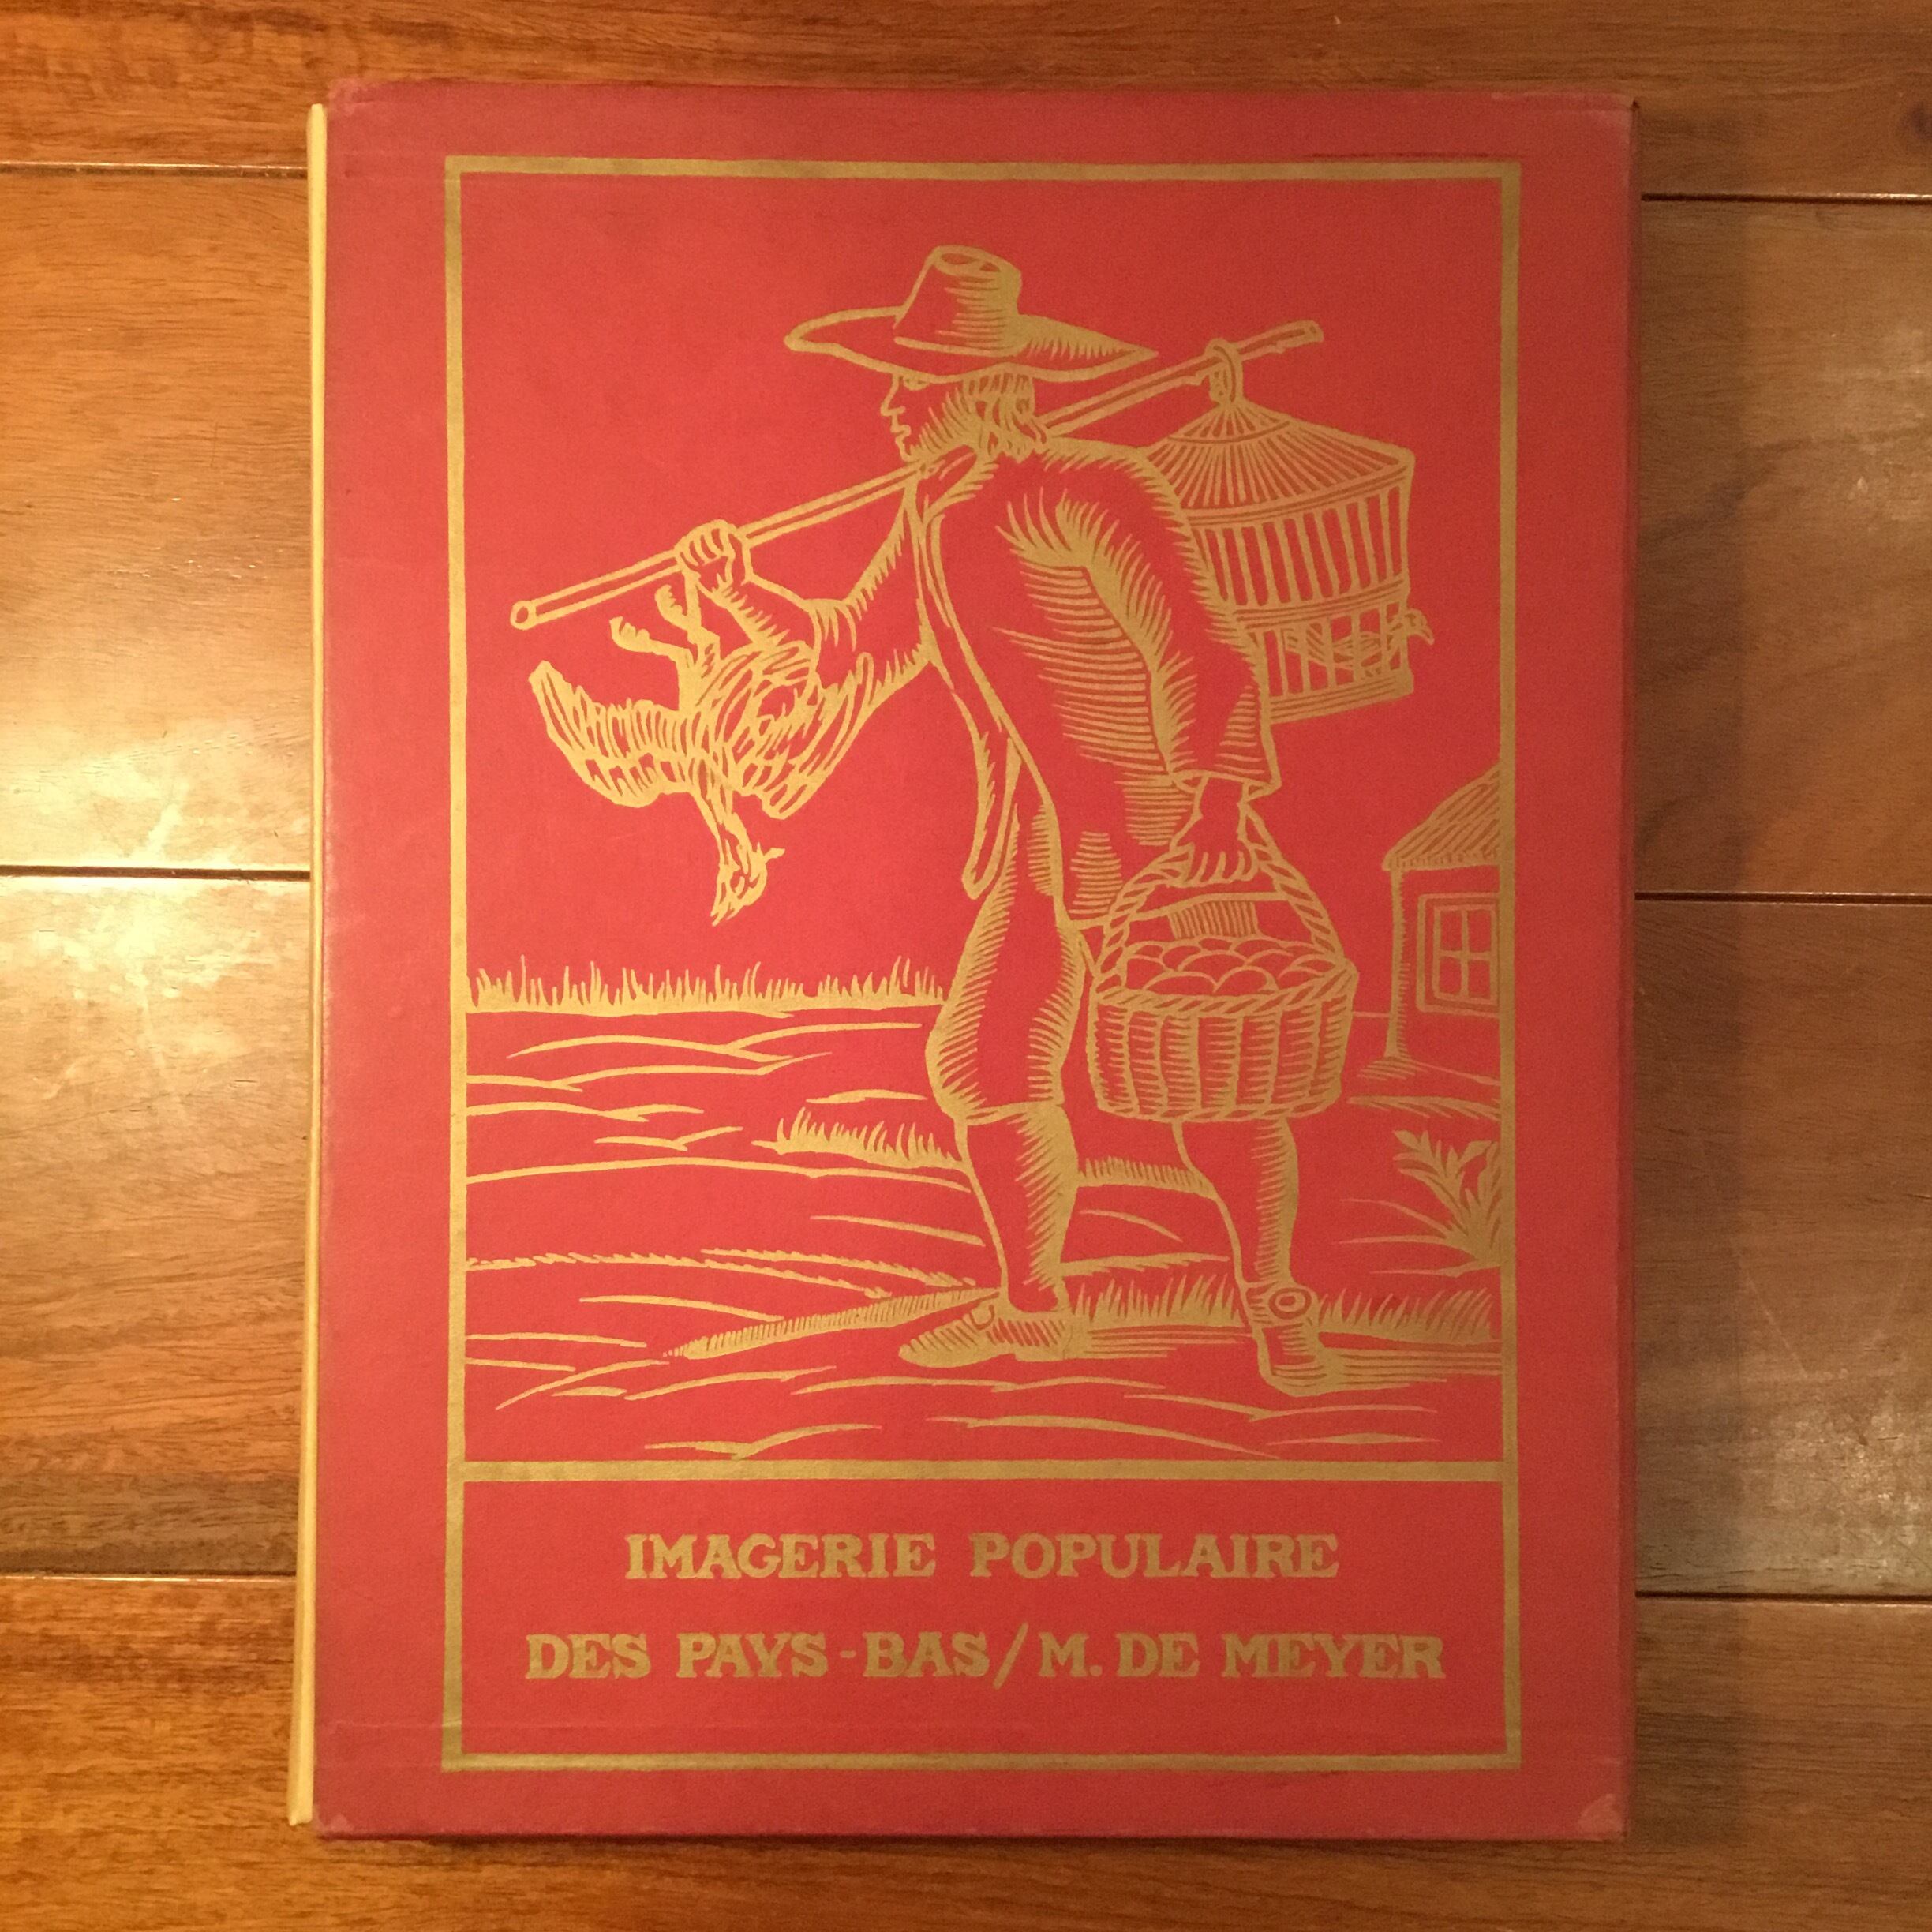 IMAGERIE POPULAIRE
DES PAYS-BAS/M. DE MEYER